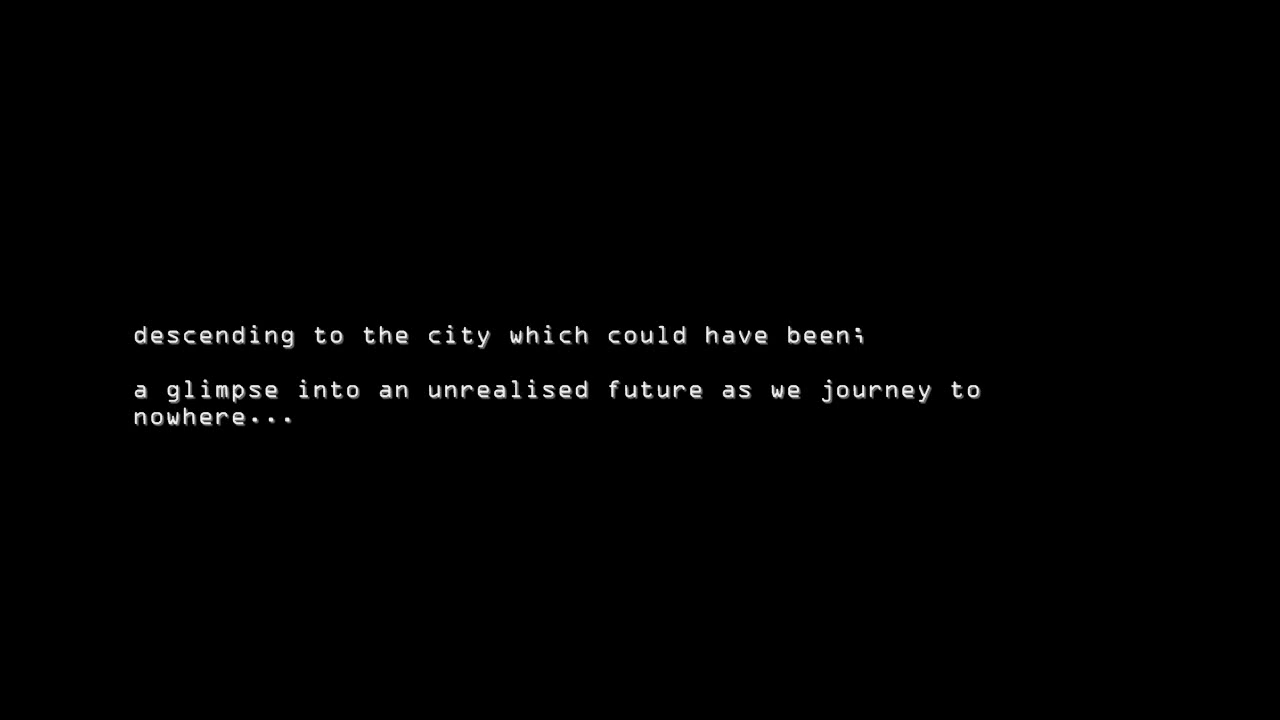 descending to the city which could have been;
a glimpse into an unrealised future as we journey to
nowhere...